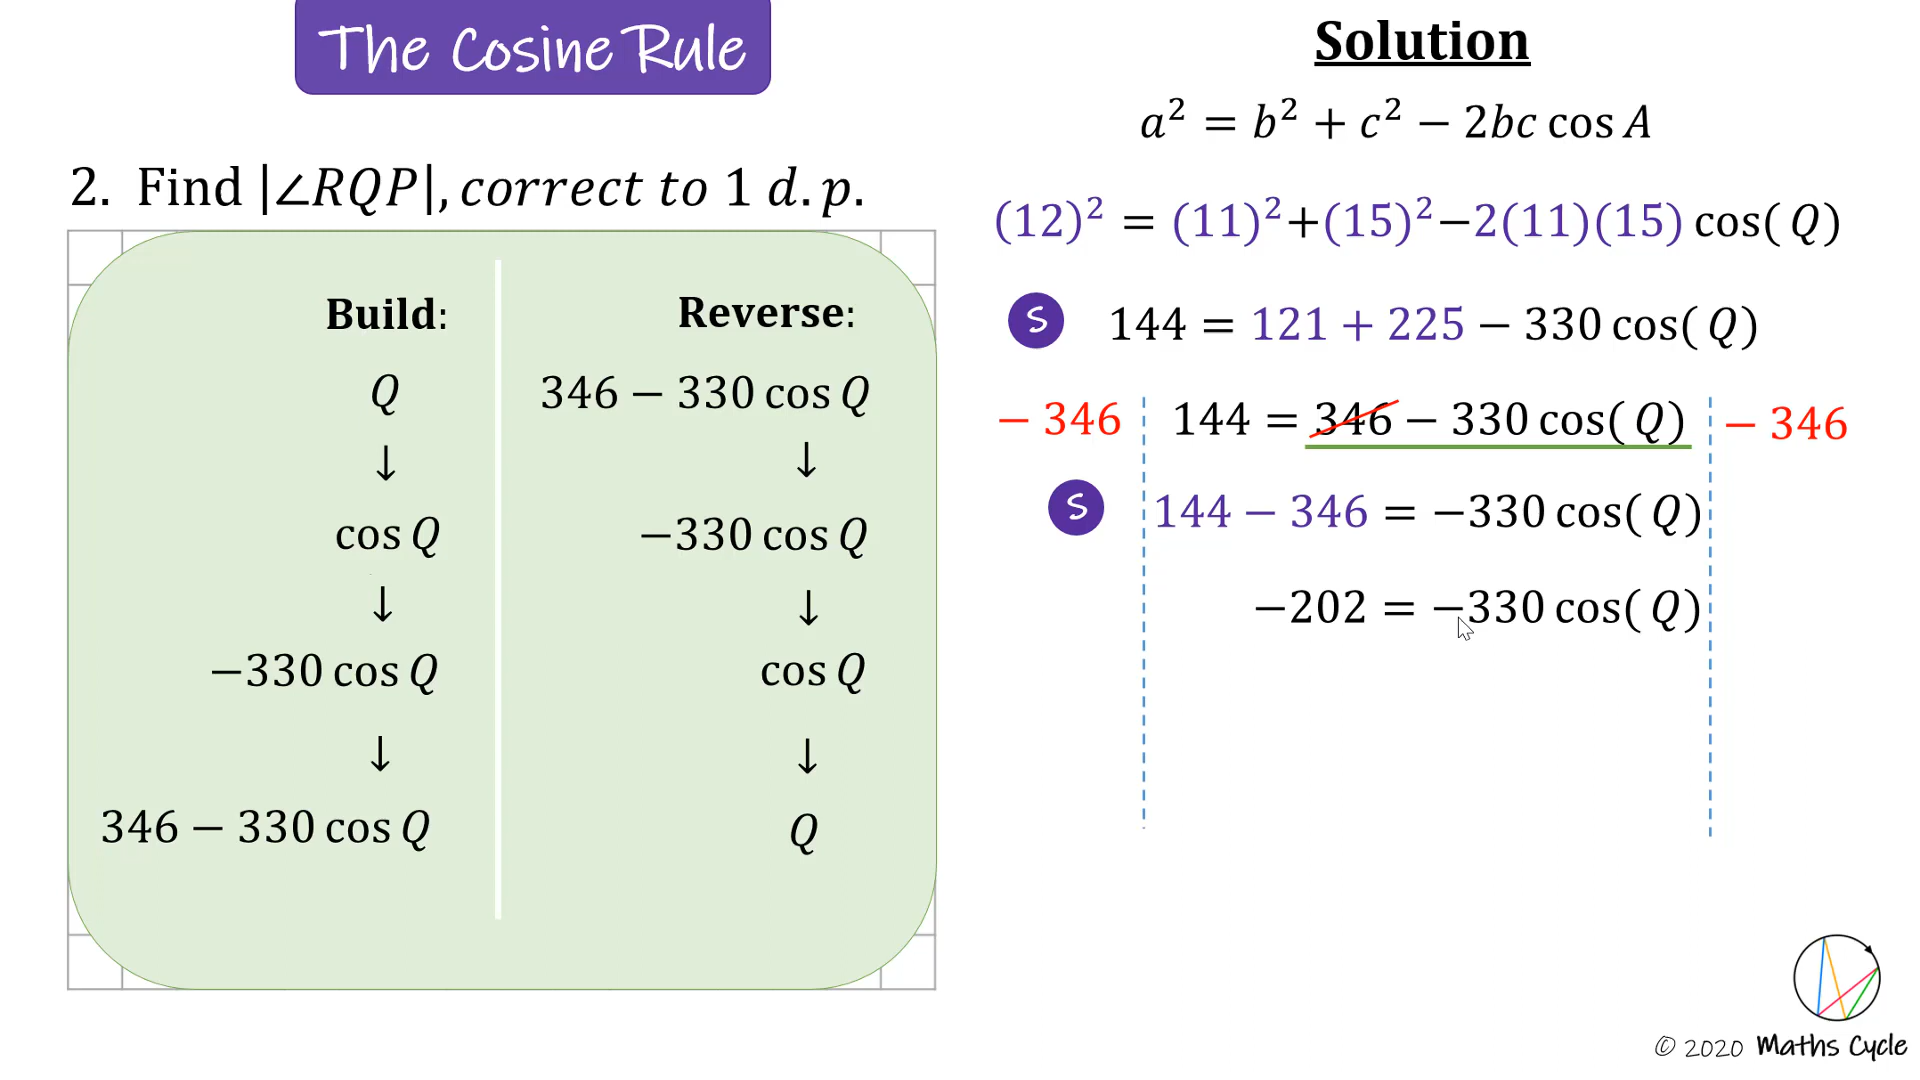 The Cosine Rule
2. Find |∠RQP|, correct to 1 d.p.
Build:
Q
↓
cos Q
↓
−330 cos Q
↓
346 − 330 cos Q
Reverse:
346 − 330 cos Q
↓
−330 cos Q
↓
cos Q
↓
Q
Solution
a² = b² + c² − 2bc cos A
(12)² = (11)²+(15)²−2(11)(15) cos( Q)
S 144 = 121 + 225 − 330 cos( Q)
− 346 144 = 346 − 330 cos( Q) − 346
S 144 − 346 = −330 cos( Q)
−202 = −330 cos( Q)
© 2020 Maths Cycle